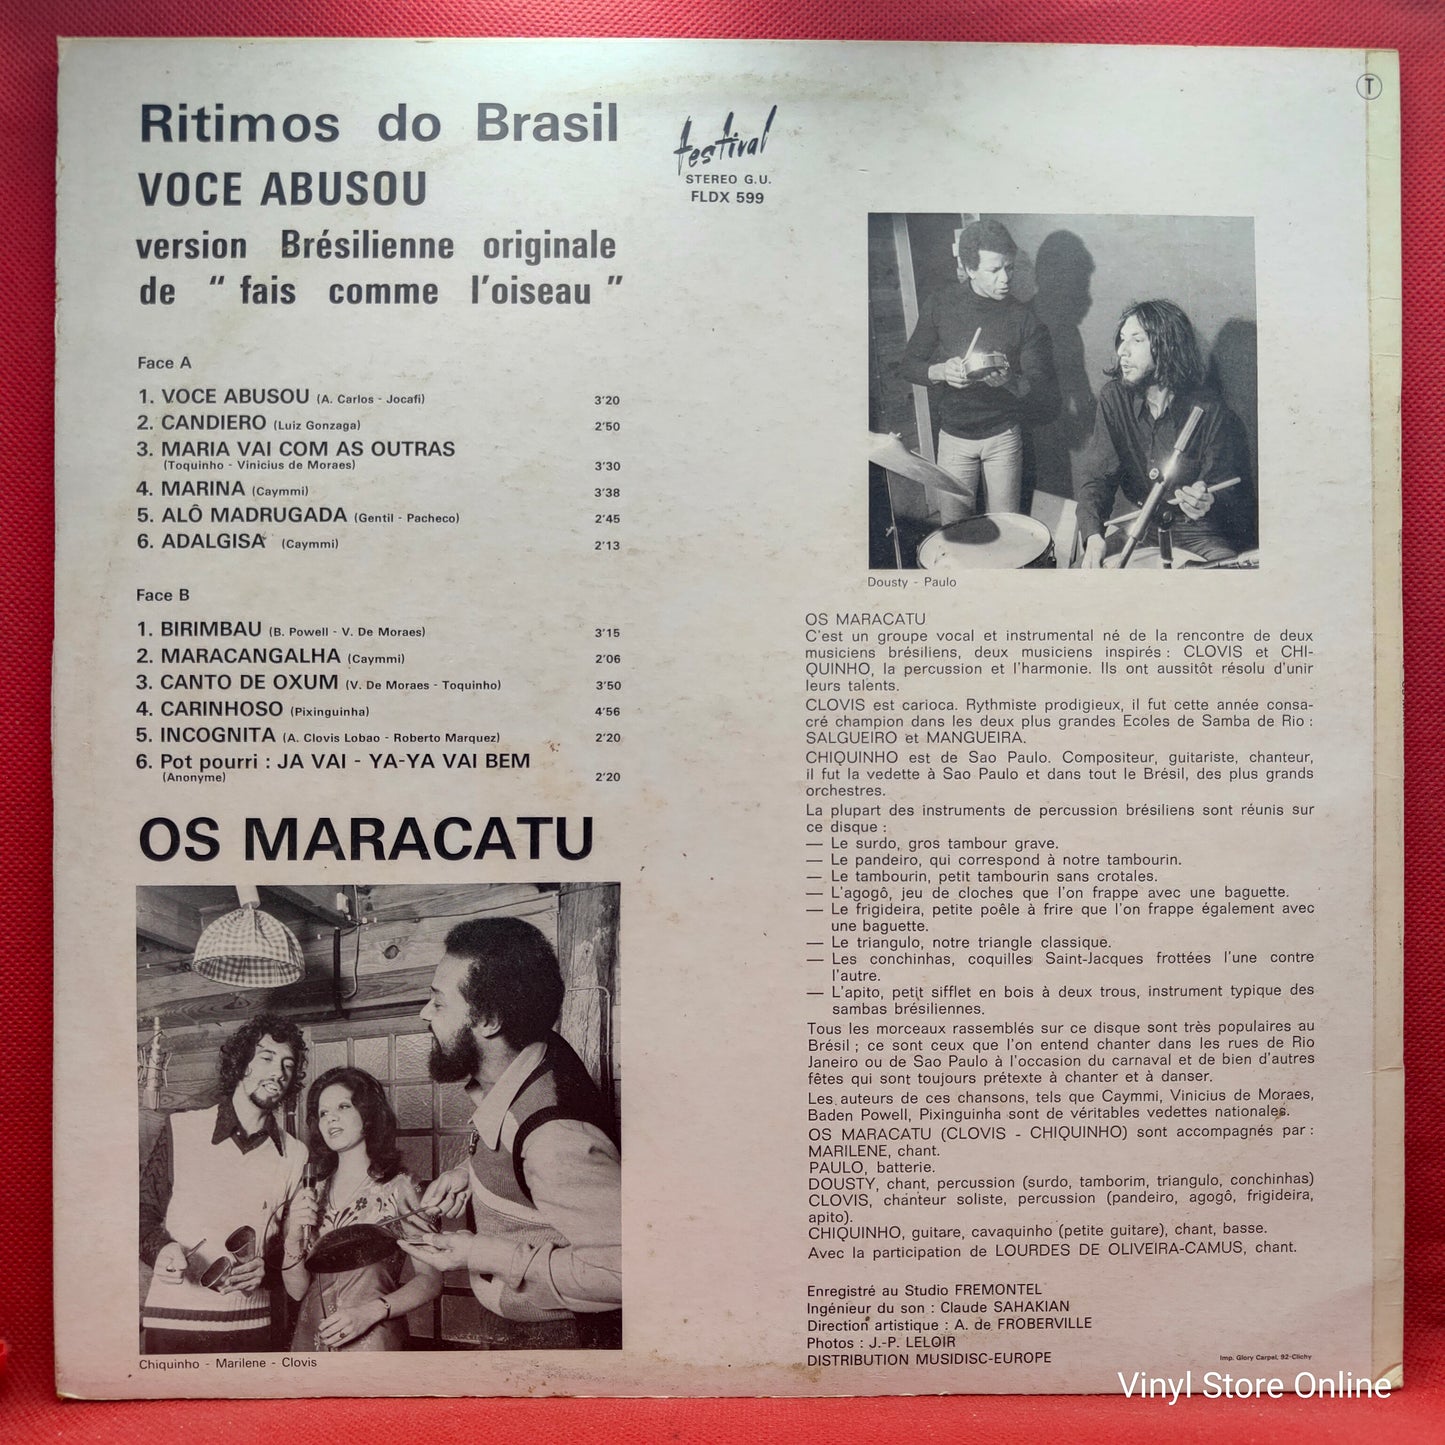 Ritimos do Brasil
VOCE ABUSOU
version Brésilienne originale
de " fais comme l'oiseau "
festival
STEREO G.U.
FLDX 599
T
Face A
1. VOCE ABUSOU (A. Carlos - Jocafi) 3'20
2. CANDIERO (Luiz Gonzaga) 2'50
3. MARIA VAI COM AS OUTRAS
(Toquinho - Vinicius de Moraes) 3'30
4. MARINA (Caymmi) 3'38
5. ALÔ MADRUGADA (Gentil - Pacheco) 2'45
6. ADALGISA (Caymmi) 2'13
Face B
1. BIRIMBAU (B. Powell - V. De Moraes) 3'15
2. MARACANGALHA (Caymmi) 2'06
3. CANTO DE OXUM (V. De Moraes - Toquinho) 3'50
4. CARINHOSO (Pixinguinha) 4'56
5. INCOGNITA (A. Clovis Lobao - Roberto Marquez) 2'20
6. Pot pourri : JA VAI - YA-YA VAI BEM
(Anonyme) 2'20
OS MARACATU
Chiquinho - Marilene - Clovis
Dousty - Paulo
OS MARACATU
C'est un groupe vocal et instrumental né de la rencontre de deux
musiciens brésiliens, deux musiciens inspirés : CLOVIS et CHI-
QUINHO, la percussion et l'harmonie. Ils ont aussitôt résolu d'unir
leurs talents.
CLOVIS est carioca. Rythmiste prodigieux, il fut cette année consa-
cré champion dans les deux plus grandes Ecoles de Samba de Rio :
SALGUEIRO et MANGUEIRA.
CHIQUINHO est de Sao Paulo. Compositeur, guitariste, chanteur,
il fut la vedette à Sao Paulo et dans tout le Brésil, des plus grands
orchestres.
La plupart des instruments de percussion brésiliens sont réunis sur
ce disque :
— Le surdo, gros tambour grave.
— Le pandeiro, qui correspond à notre tambourin.
— Le tambourin, petit tambourin sans crotales.
— L'agogô, jeu de cloches que l'on frappe avec une baguette.
— Le frigideira, petite poêle à frire que l'on frappe également avec
une baguette.
— Le triangulo, notre triangle classique.
— Les conchinhas, coquilles Saint-Jacques frottées l'une contre
l'autre.
— L'apito, petit sifflet en bois à deux trous, instrument typique des
sambas brésiliennes.
Tous les morceaux rassemblés sur ce disque sont très populaires au
Brésil ; ce sont ceux que l'on entend chanter dans les rues de Rio
Janeiro ou de Sao Paulo à l'occasion du carnaval et de bien d'autres
fêtes qui sont toujours prétexte à chanter et à danser.
Les auteurs de ces chansons, tels que Caymmi, Vinicius de Moraes,
Baden Powell, Pixinguinha sont de véritables vedettes nationales.
OS MARACATU (CLOVIS - CHIQUINHO) sont accompagnés par :
MARILENE, chant.
PAULO, batterie.
DOUSTY, chant, percussion (surdo, tamborim, triangulo, conchinhas)
CLOVIS, chanteur soliste, percussion (pandeiro, agogô, frigideira,
apito).
CHIQUINHO, guitare, cavaquinho (petite guitare), chant, basse.
Avec la participation de LOURDES DE OLIVEIRA-CAMUS, chant.
Enregistré au Studio FREMONTEL
Ingénieur du son : Claude SAHAKIAN
Direction artistique : A. de FROBERVILLE
Photos : J.-P. LELOIR
DISTRIBUTION MUSIDISC-EUROPE
Imp. Glory Carpel, 92-Clichy
Vinyl Store Online